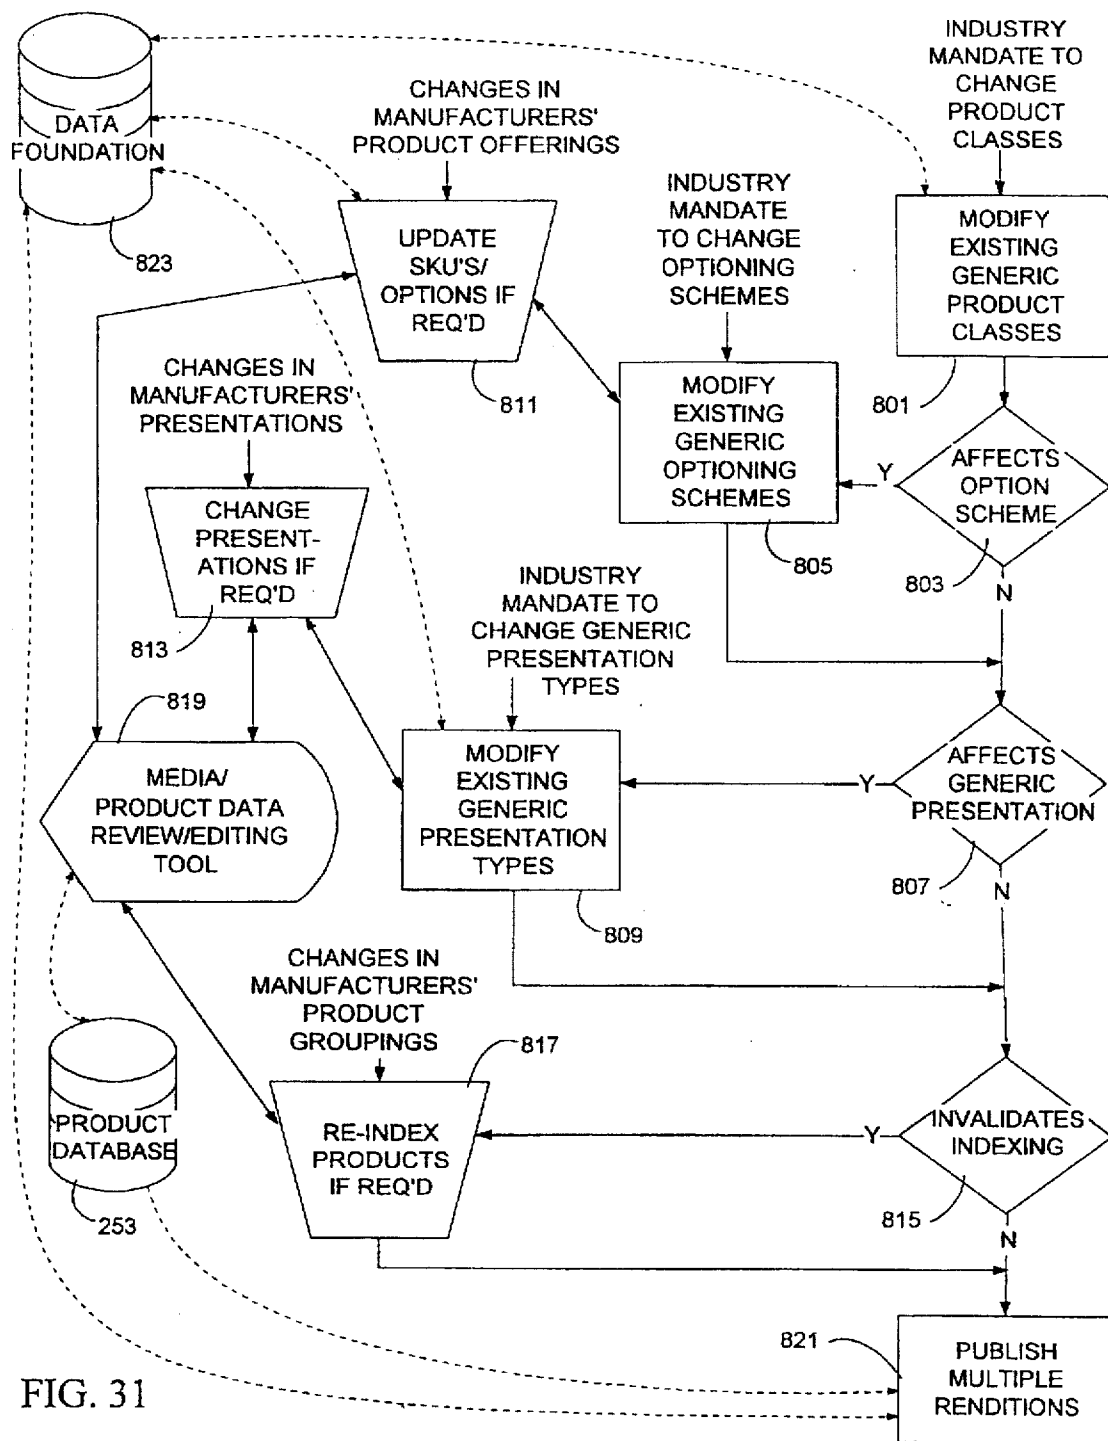 INDUSTRY
MANDATE TO
CHANGE
PRODUCT
CLASSES
DATA
FOUNDATION
823
CHANGES IN
MANUFACTURERS'
PRODUCT OFFERINGS
UPDATE
SKU'S/
OPTIONS IF
REQ'D
811
INDUSTRY
MANDATE
TO CHANGE
OPTIONING
SCHEMES
MODIFY
EXISTING
GENERIC
PRODUCT
CLASSES
801
CHANGES IN
MANUFACTURERS'
PRESENTATIONS
MODIFY
EXISTING
GENERIC
OPTIONING
SCHEMES
805
Y
AFFECTS
OPTION
SCHEME
803
N
CHANGE
PRESENT-
ATIONS IF
REQ'D
813
INDUSTRY
MANDATE TO
CHANGE GENERIC
PRESENTATION
TYPES
819
MEDIA/
PRODUCT DATA
REVIEW/EDITING
TOOL
MODIFY
EXISTING
GENERIC
PRESENTATION
TYPES
809
Y
AFFECTS
GENERIC
PRESENTATION
807
N
CHANGES IN
MANUFACTURERS'
PRODUCT
GROUPINGS
817
PRODUCT
DATABASE
253
RE-INDEX
PRODUCTS
IF REQ'D
Y
INVALIDATES
INDEXING
815
N
821
PUBLISH
MULTIPLE
RENDITIONS
FIG. 31